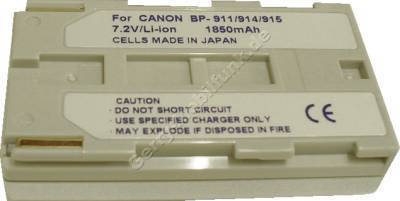 For CANON BP-911/914/915
7.2V/Li-ion 1850mAh
CELLS MADE IN JAPAN
CAUTION:
- DO NOT SHORT CIRCUIT
- USE SPECIFIED CHARGER ONLY
- MAY EXPLODE IF DISPOSED IN FIRE
CE